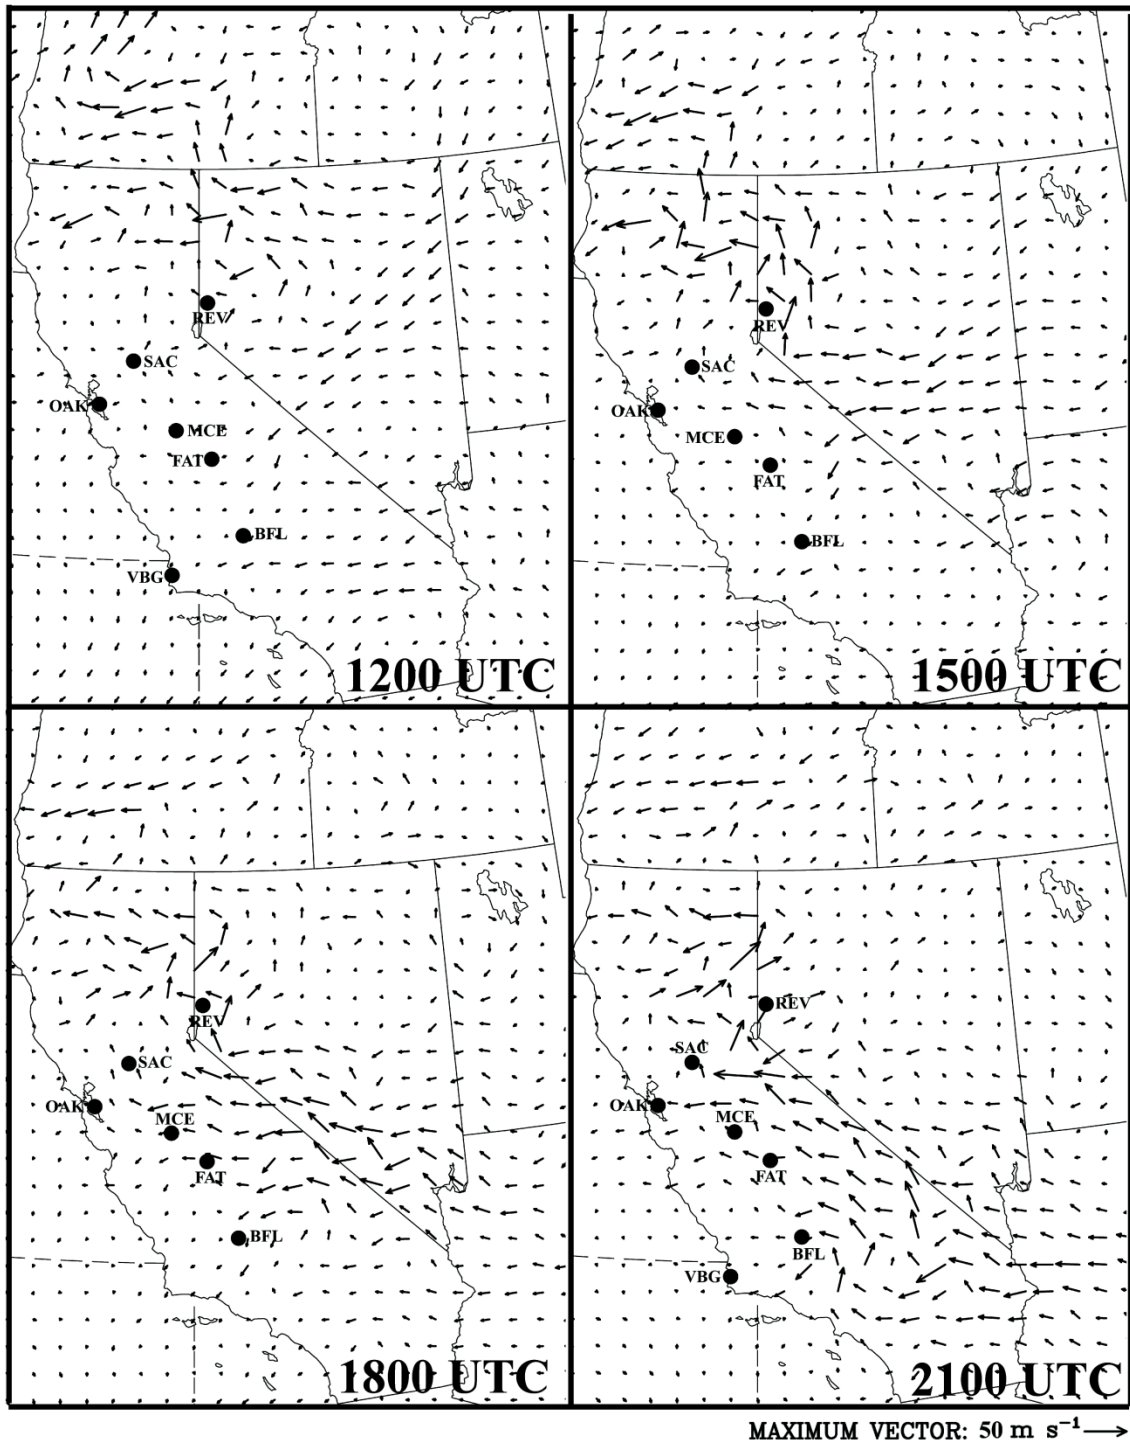 REV
SAC
OAK
MCE
FAT
BFL
VBG
1200 UTC
REV
SAC
OAK
MCE
FAT
BFL
1500 UTC
REV
SAC
OAK
MCE
FAT
BFL
1800 UTC
REV
SAC
OAK
MCE
FAT
BFL
VBG
2100 UTC
MAXIMUM VECTOR: 50 m s⁻¹